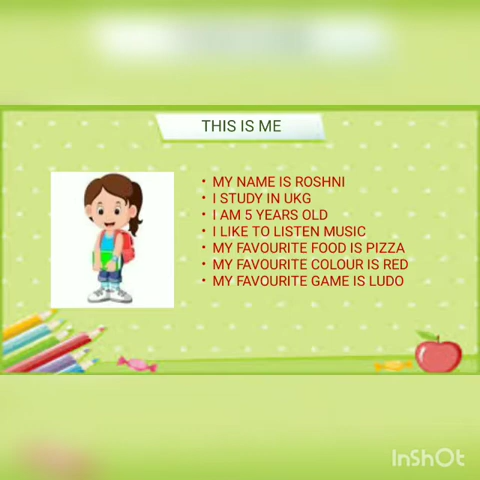 THIS IS ME
• MY NAME IS ROSHNI
• I STUDY IN UKG
• I AM 5 YEARS OLD
• I LIKE TO LISTEN MUSIC
• MY FAVOURITE FOOD IS PIZZA
• MY FAVOURITE COLOUR IS RED
• MY FAVOURITE GAME IS LUDO
InShOt